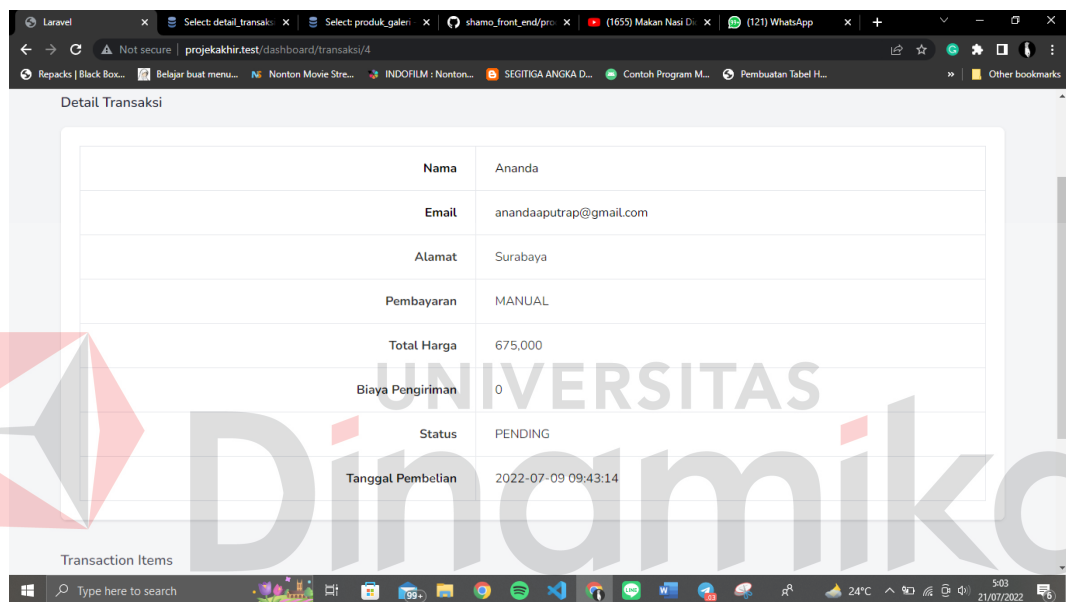 Laravel
Select: detail_transaks
Select: produk_galeri -
shamo_front_end/pro
(1655) Makan Nasi Di
(121) WhatsApp
Not secure | projekakhir.test/dashboard/transaksi/4
Repacks | Black Box...
Belajar buat menu...
Nonton Movie Stre...
INDOFILM : Nonton...
SEGITIGA ANGKA D...
Contoh Program M...
Pembuatan Tabel H...
Other bookmarks
Detail Transaksi
Nama Ananda
Email anandaaputrap@gmail.com
Alamat Surabaya
Pembayaran MANUAL
Total Harga 675,000
Biaya Pengiriman 0
Status PENDING
Tanggal Pembelian 2022-07-09 09:43:14
UNIVERSITAS
Dinamika
Transaction Items
Type here to search
99+
24°C
5:03
21/07/2022
6